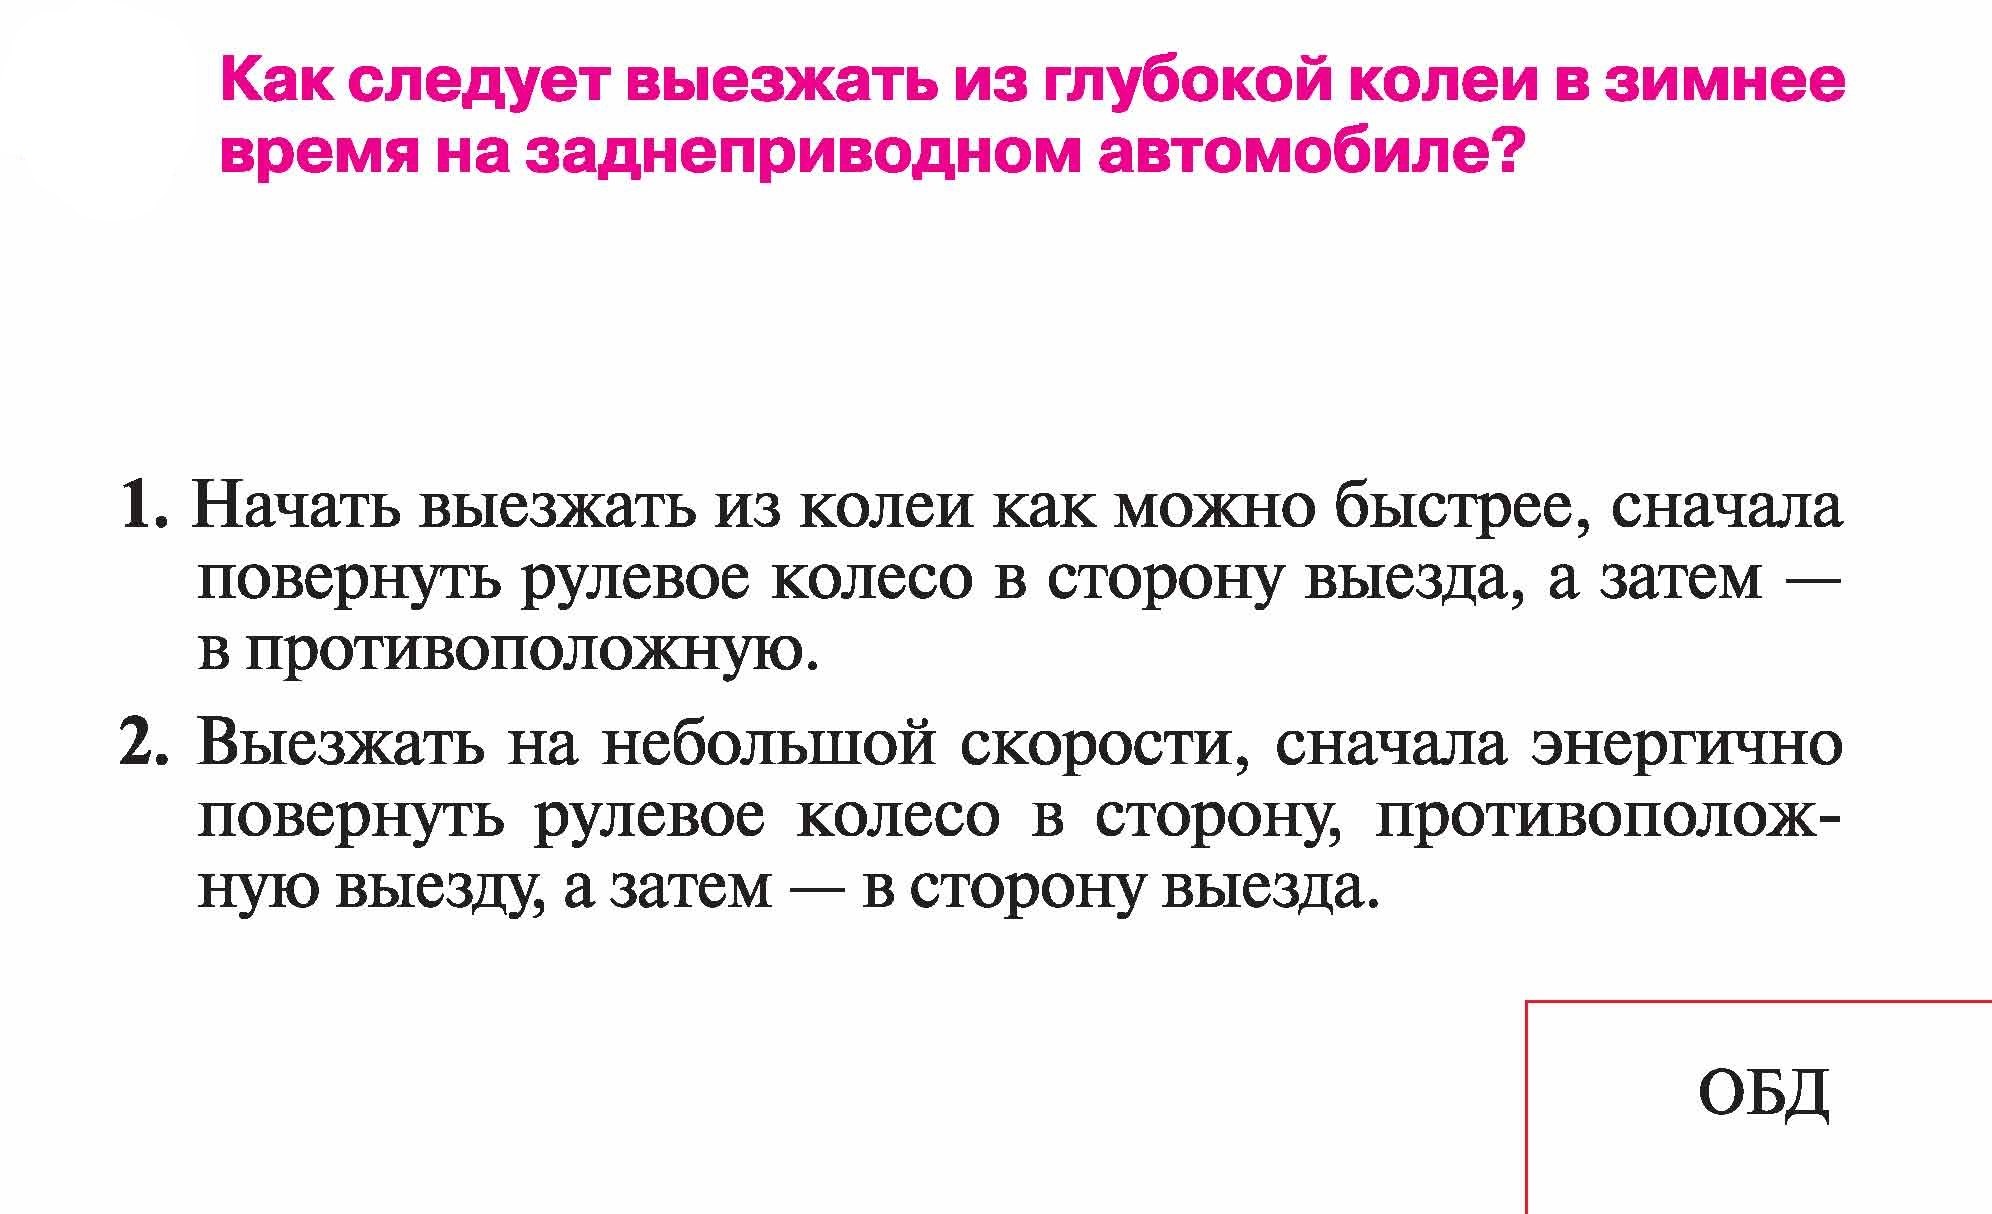 Как следует выезжать из глубокой колеи в зимнее
время на заднеприводном автомобиле?
1. Начать выезжать из колеи как можно быстрее, сначала
повернуть рулевое колесо в сторону выезда, а затем —
в противоположную.
2. Выезжать на небольшой скорости, сначала энергично
повернуть рулевое колесо в сторону, противополож-
ную выезду, а затем — в сторону выезда.
ОБД